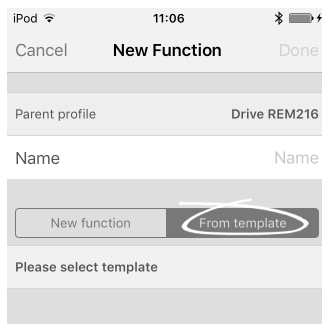 iPod 11:06
Cancel New Function Done
Parent profile Drive REM216
Name Name
New function From template
Please select template